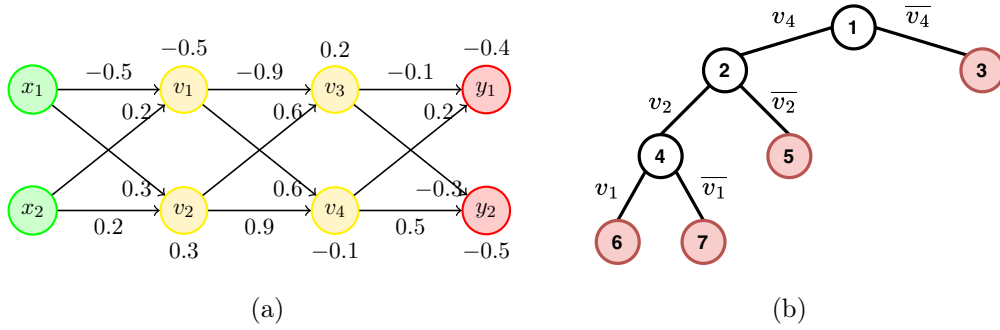 −0.5 0.2 −0.4
x₁ −0.5 v₁ −0.9 v₃ −0.1 y₁
0.2 0.6 0.2
0.3 0.6 −0.3
x₂ 0.2 v₂ 0.9 v₄ 0.5 y₂
0.3 −0.1 −0.5
(a)
v₄ 1 v̅₄
2 3
v₂ v̅₂
4 5
v₁ v̅₁
6 7
(b)